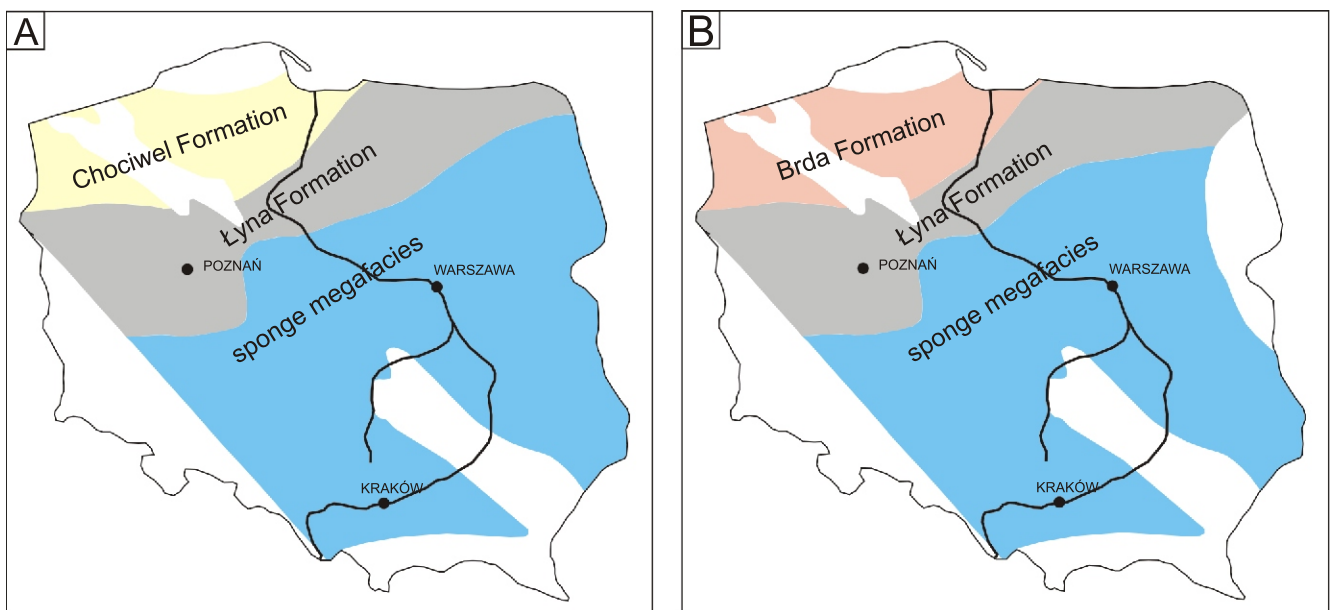 A
Chociwel Formation
Łyna Formation
POZNAŃ
WARSZAWA
sponge megafacies
KRAKÓW
B
Brda Formation
Łyna Formation
POZNAŃ
WARSZAWA
sponge megafacies
KRAKÓW